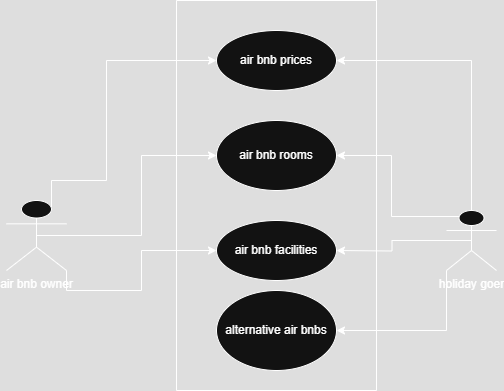 air bnb prices
air bnb rooms
air bnb facilities
air bnb owner
holiday goer
alternative air bnbs